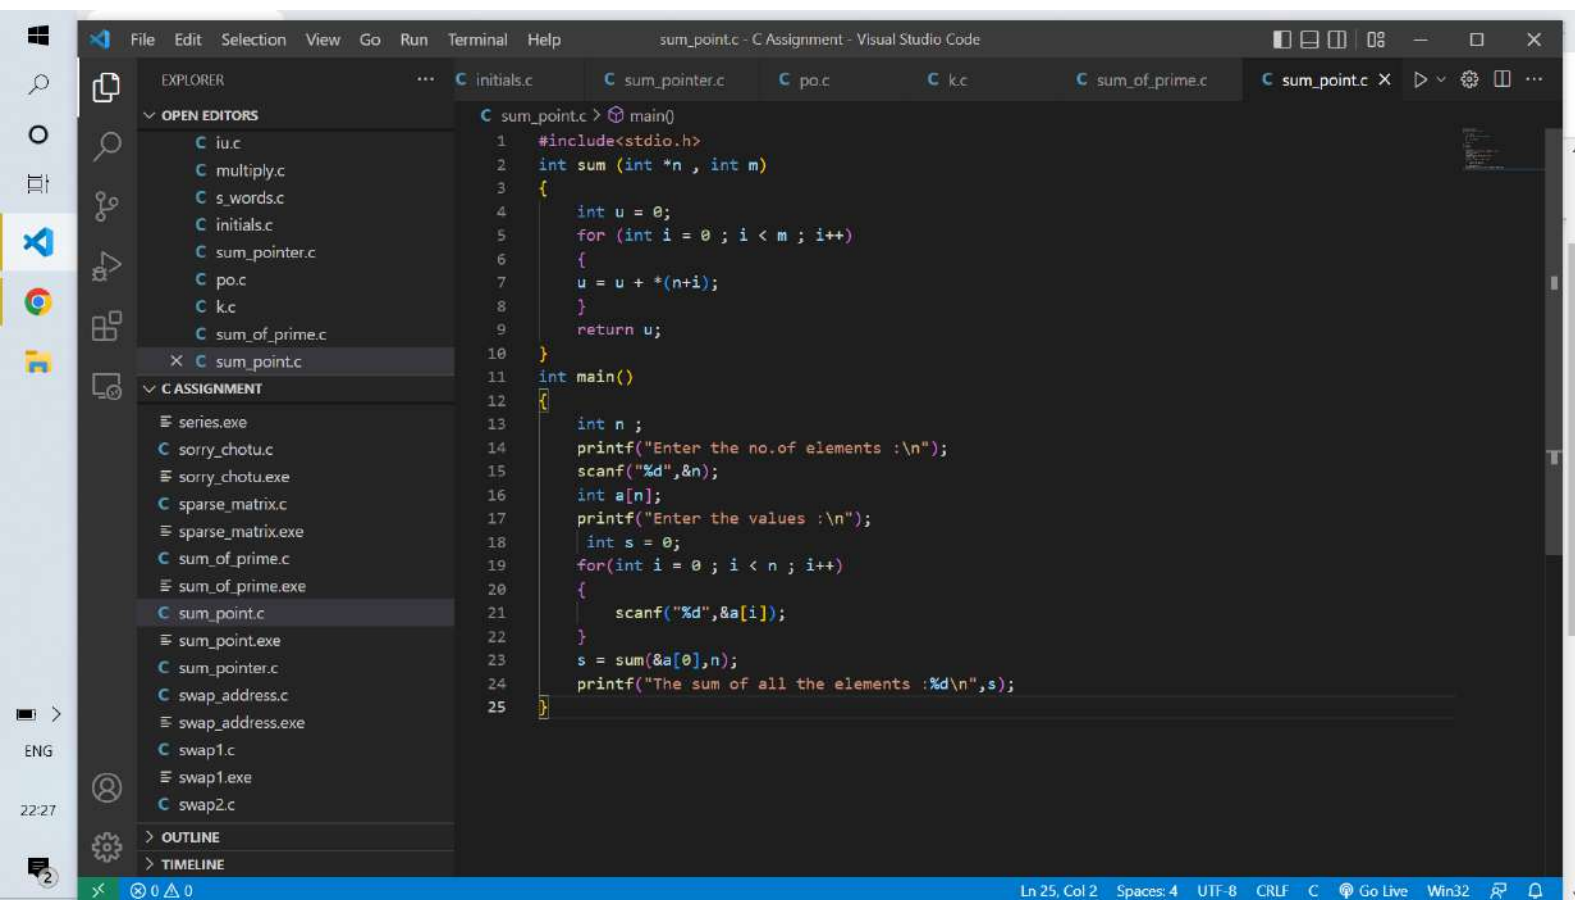 File Edit Selection View Go Run Terminal Help sum_point.c - C Assignment - Visual Studio Code
EXPLORER ...
OPEN EDITORS
C iu.c
C multiply.c
C s_words.c
C initials.c
C sum_pointer.c
C po.c
C k.c
C sum_of_prime.c
× C sum_point.c
C ASSIGNMENT
series.exe
C sorry_chotu.c
sorry_chotu.exe
C sparse_matrix.c
sparse_matrix.exe
C sum_of_prime.c
sum_of_prime.exe
C sum_point.c
sum_point.exe
C sum_pointer.c
C swap_address.c
swap_address.exe
C swap1.c
swap1.exe
C swap2.c
> OUTLINE
> TIMELINE
C initials.c C sum_pointer.c C po.c C k.c C sum_of_prime.c C sum_point.c ×
C sum_point.c > main()
1 #include<stdio.h>
2 int sum (int *n , int m)
3 {
4 int u = 0;
5 for (int i = 0 ; i < m ; i++)
6 {
7 u = u + *(n+i);
8 }
9 return u;
10 }
11 int main()
12 {
13 int n ;
14 printf("Enter the no.of elements :\n");
15 scanf("%d",&n);
16 int a[n];
17 printf("Enter the values :\n");
18 int s = 0;
19 for(int i = 0 ; i < n ; i++)
20 {
21 scanf("%d",&a[i]);
22 }
23 s = sum(&a[0],n);
24 printf("The sum of all the elements :%d\n",s);
25 }
ENG
22:27
2
0 0 Ln 25, Col 2 Spaces: 4 UTF-8 CRLF C Go Live Win32